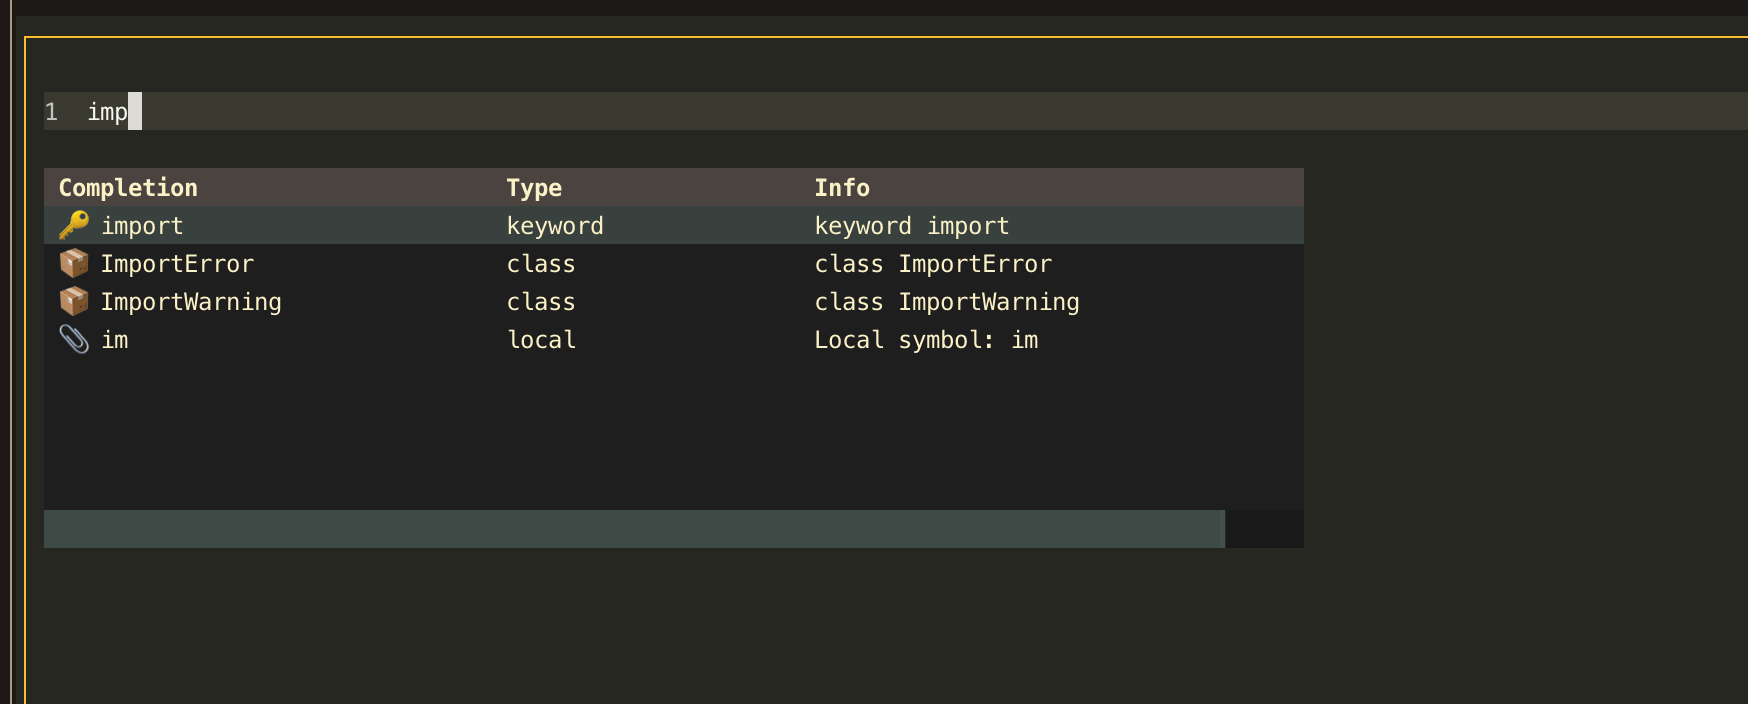 1 imp
Completion Type Info
🔑 import keyword keyword import
📦 ImportError class class ImportError
📦 ImportWarning class class ImportWarning
📎 im local Local symbol: im